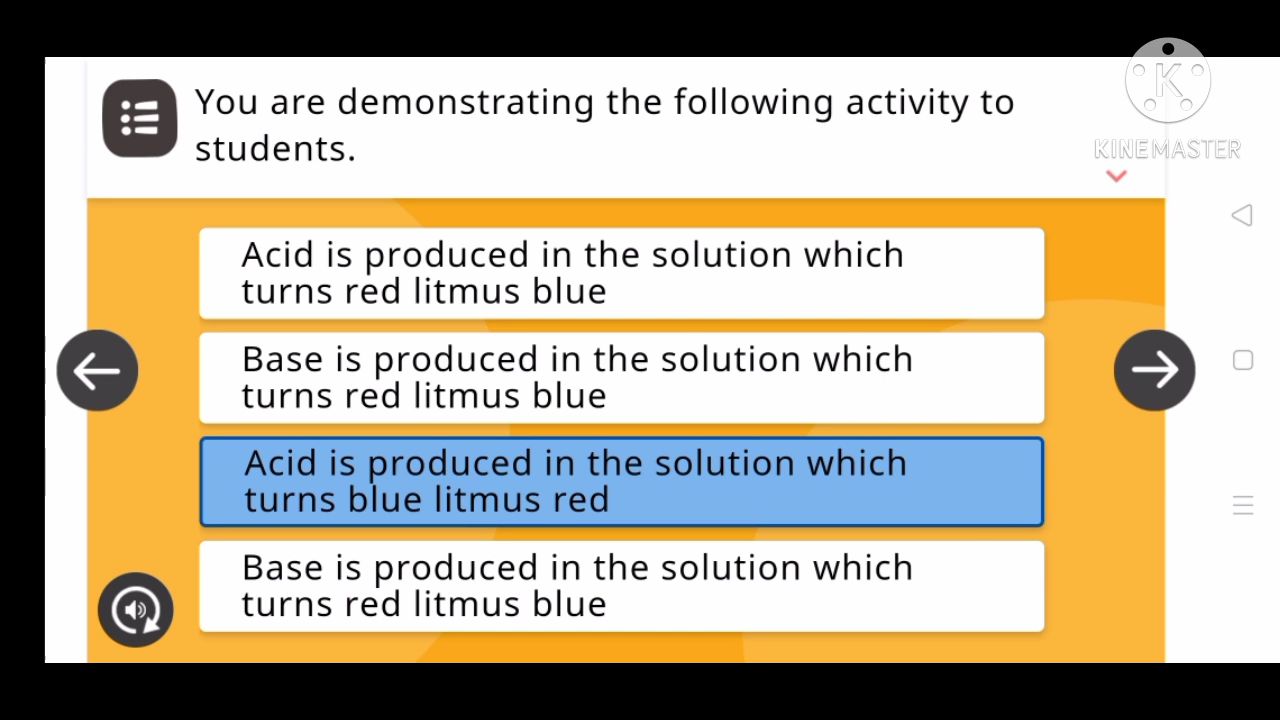 You are demonstrating the following activity to
students.
K
KINEMASTER
Acid is produced in the solution which
turns red litmus blue
Base is produced in the solution which
turns red litmus blue
Acid is produced in the solution which
turns blue litmus red
Base is produced in the solution which
turns red litmus blue